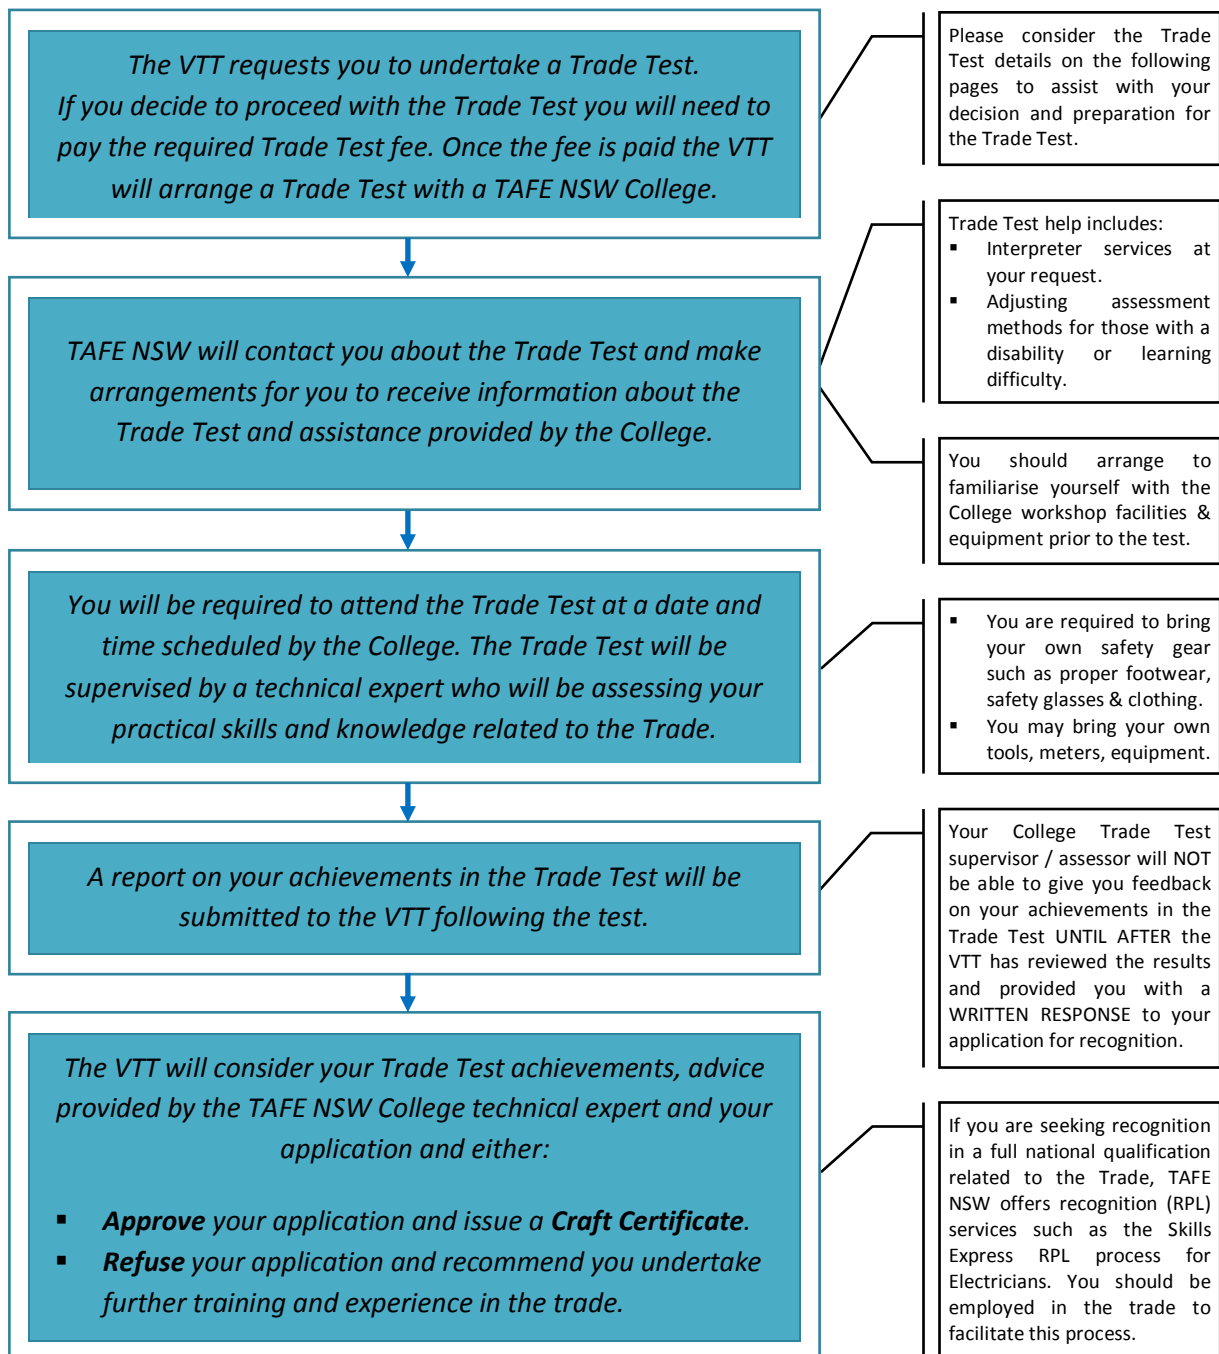 The VTT requests you to undertake a Trade Test.
If you decide to proceed with the Trade Test you will need to
pay the required Trade Test fee. Once the fee is paid the VTT
will arrange a Trade Test with a TAFE NSW College.
Please consider the Trade
Test details on the following
pages to assist with your
decision and preparation for
the Trade Test.
TAFE NSW will contact you about the Trade Test and make
arrangements for you to receive information about the
Trade Test and assistance provided by the College.
Trade Test help includes:
▪ Interpreter services at
your request.
▪ Adjusting assessment
methods for those with a
disability or learning
difficulty.
You should arrange to
familiarise yourself with the
College workshop facilities &
equipment prior to the test.
You will be required to attend the Trade Test at a date and
time scheduled by the College. The Trade Test will be
supervised by a technical expert who will be assessing your
practical skills and knowledge related to the Trade.
▪ You are required to bring
your own safety gear
such as proper footwear,
safety glasses & clothing.
▪ You may bring your own
tools, meters, equipment.
A report on your achievements in the Trade Test will be
submitted to the VTT following the test.
Your College Trade Test
supervisor / assessor will NOT
be able to give you feedback
on your achievements in the
Trade Test UNTIL AFTER the
VTT has reviewed the results
and provided you with a
WRITTEN RESPONSE to your
application for recognition.
The VTT will consider your Trade Test achievements, advice
provided by the TAFE NSW College technical expert and your
application and either:
▪ Approve your application and issue a Craft Certificate.
▪ Refuse your application and recommend you undertake
further training and experience in the trade.
If you are seeking recognition
in a full national qualification
related to the Trade, TAFE
NSW offers recognition (RPL)
services such as the Skills
Express RPL process for
Electricians. You should be
employed in the trade to
facilitate this process.